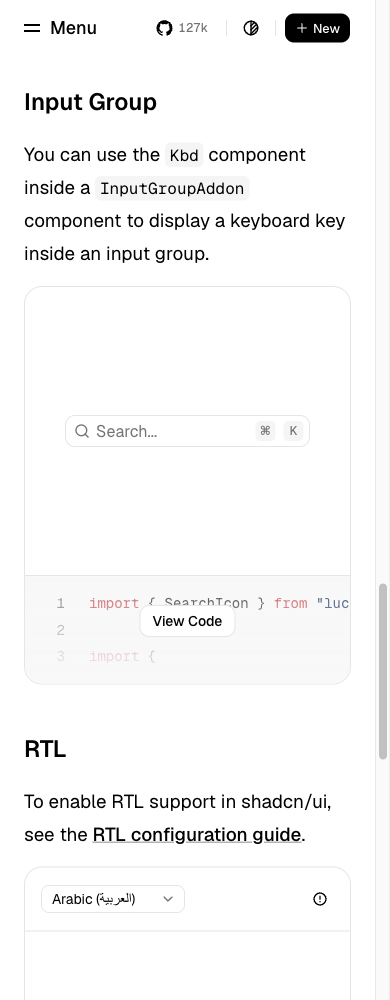 Menu 127k + New
Input Group
You can use the Kbd component
inside a InputGroupAddon
component to display a keyboard key
inside an input group.
Search... ⌘ K
1 import { SearchIcon } from "luc
View Code
2
3 import {
RTL
To enable RTL support in shadcn/ui,
see the RTL configuration guide.
Arabic (العربية)